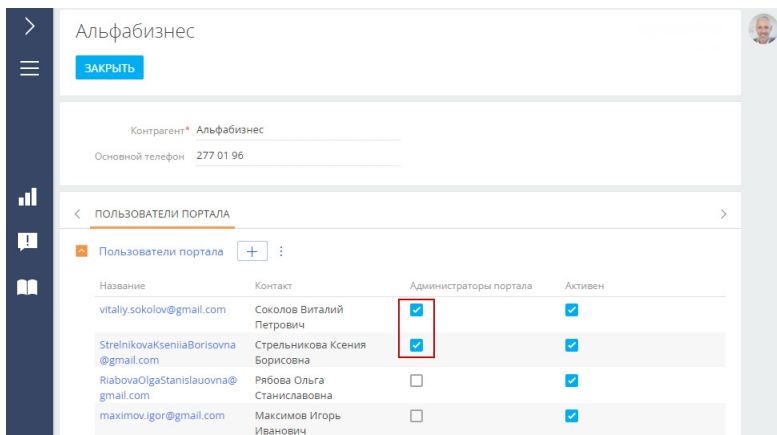 Альфабизнес
ЗАКРЫТЬ
Контрагент* Альфабизнес
Основной телефон 277 01 96
ПОЛЬЗОВАТЕЛИ ПОРТАЛА
Пользователи портала
Название Контакт Администраторы портала Активен
vitaliy.sokolov@gmail.com Соколов Виталий
Петрович
StrelnikovaKseniiaBorisovna Стрельникова Ксения
@gmail.com Борисовна
RiabovaOlgaStanislauovna@ Рябова Ольга
gmail.com Станиславовна
maximov.igor@gmail.com Максимов Игорь
Иванович